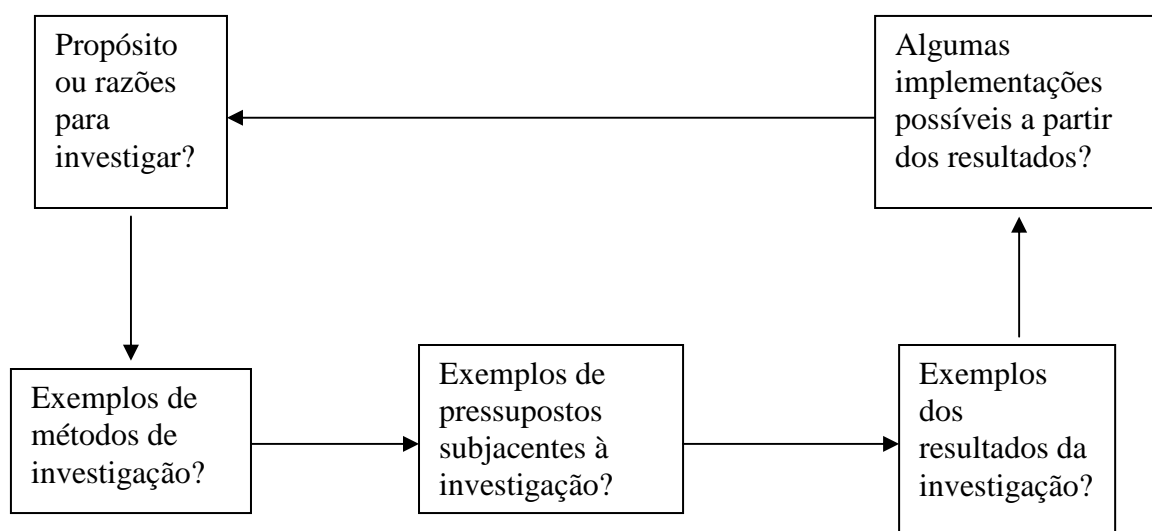 Propósito
ou razões
para
investigar?
Algumas
implementações
possíveis a partir
dos resultados?
Exemplos de
métodos de
investigação?
Exemplos de
pressupostos
subjacentes à
investigação?
Exemplos
dos
resultados da
investigação?